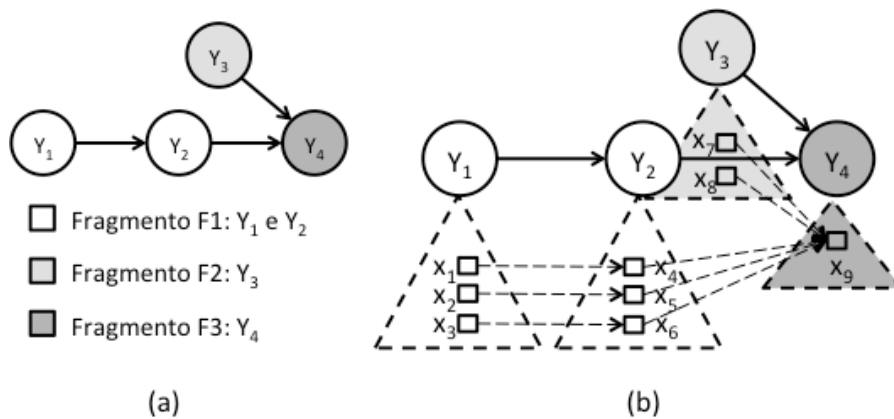 Y3
Y1
Y2
Y4
Fragmento F1: Y1 e Y2
Fragmento F2: Y3
Fragmento F3: Y4
(a)
Y3
Y1
Y2
Y4
x7
x8
x1
x2
x3
x4
x5
x6
x9
(b)